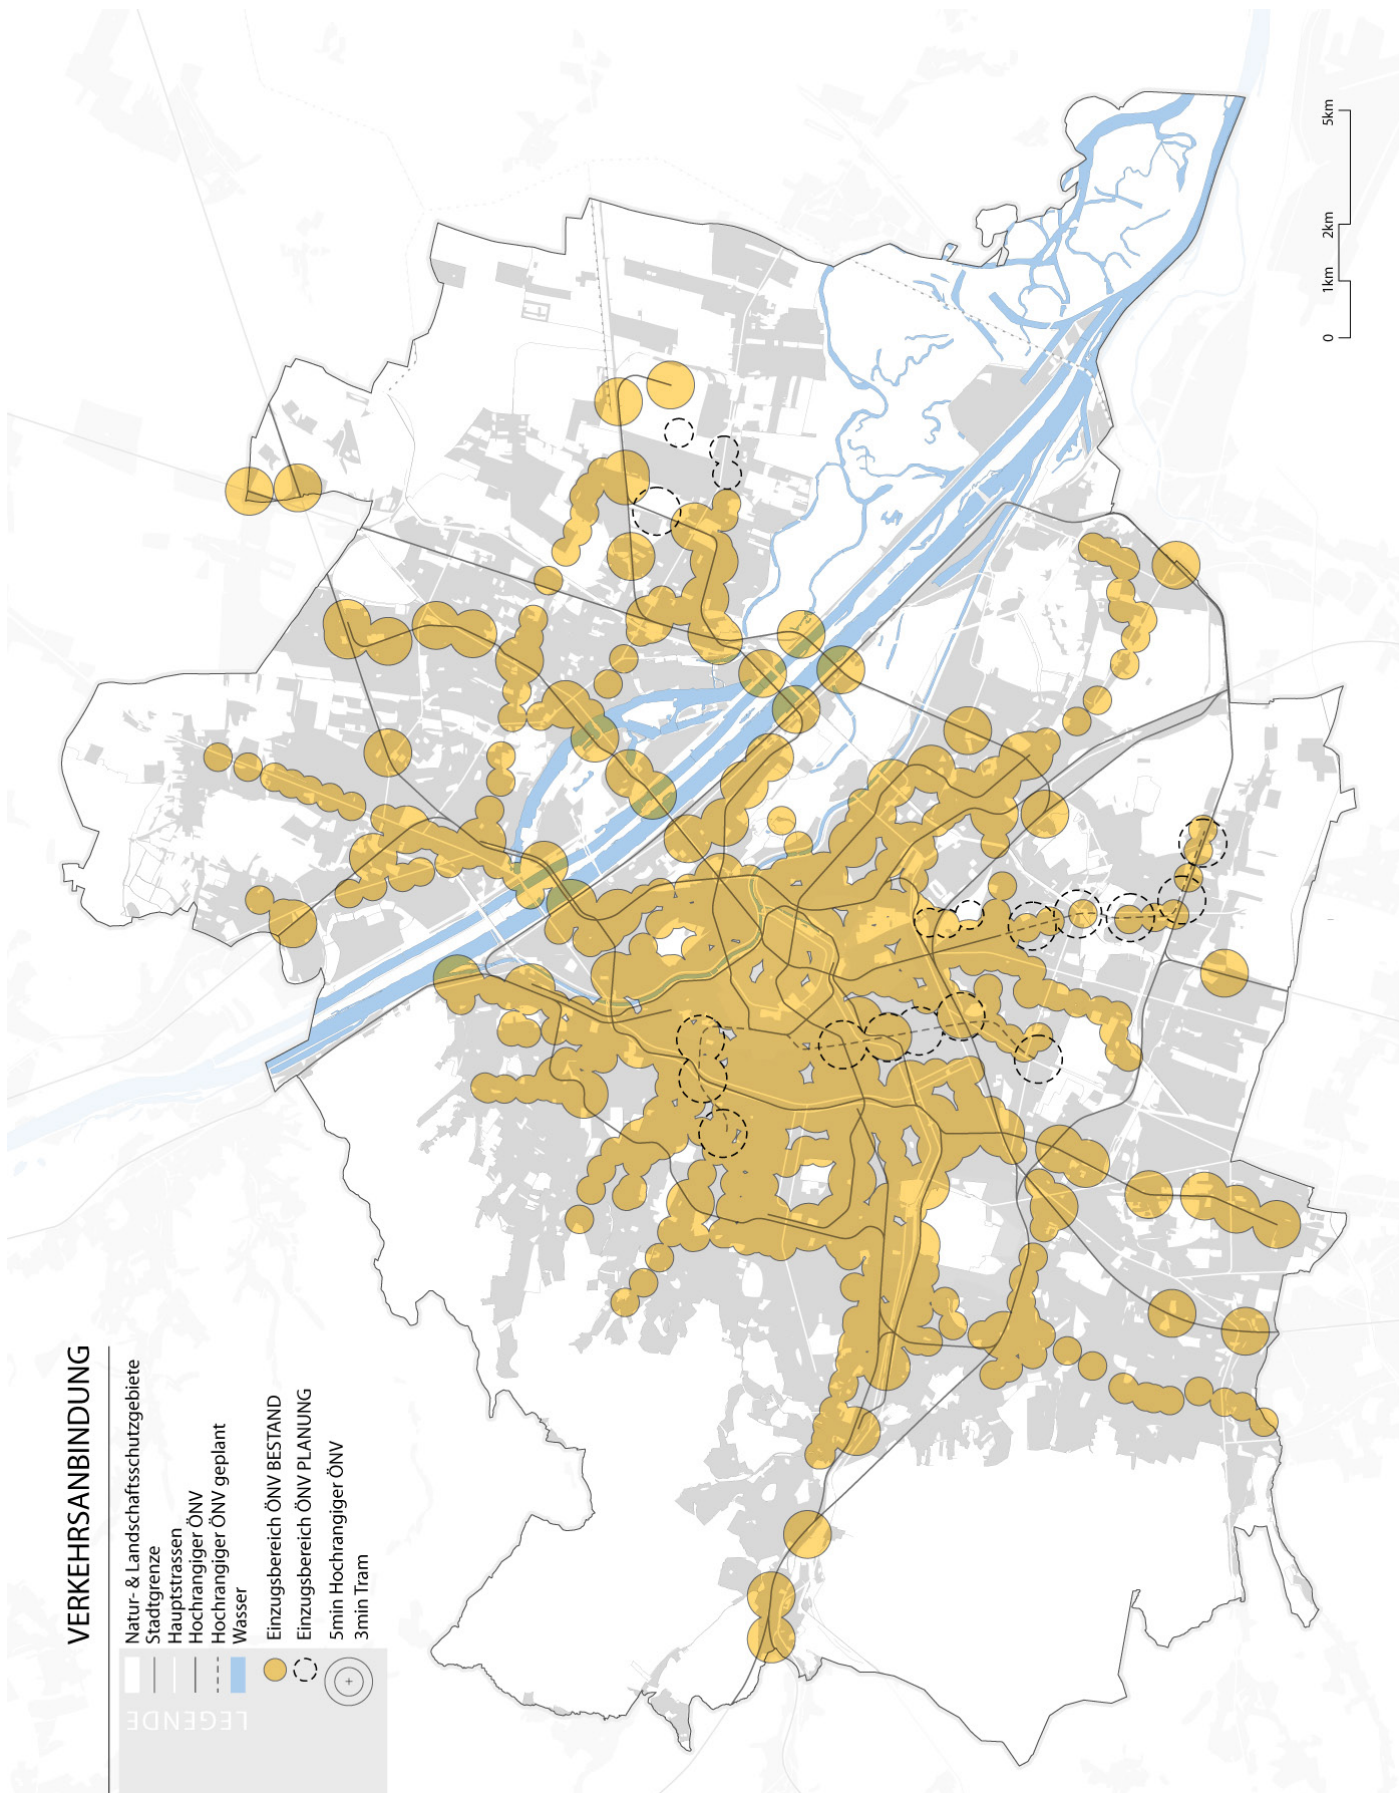 VERKEHRSANBINDUNG
LEGENDE
Natur- & Landschaftsschutzgebiete
Stadtgrenze
Hauptstrassen
Hochrangiger ÖNV
Hochrangiger ÖNV geplant
Wasser
Einzugsbereich ÖNV BESTAND
Einzugsbereich ÖNV PLANUNG
5min Hochrangiger ÖNV
3min Tram
0 1km 2km 5km